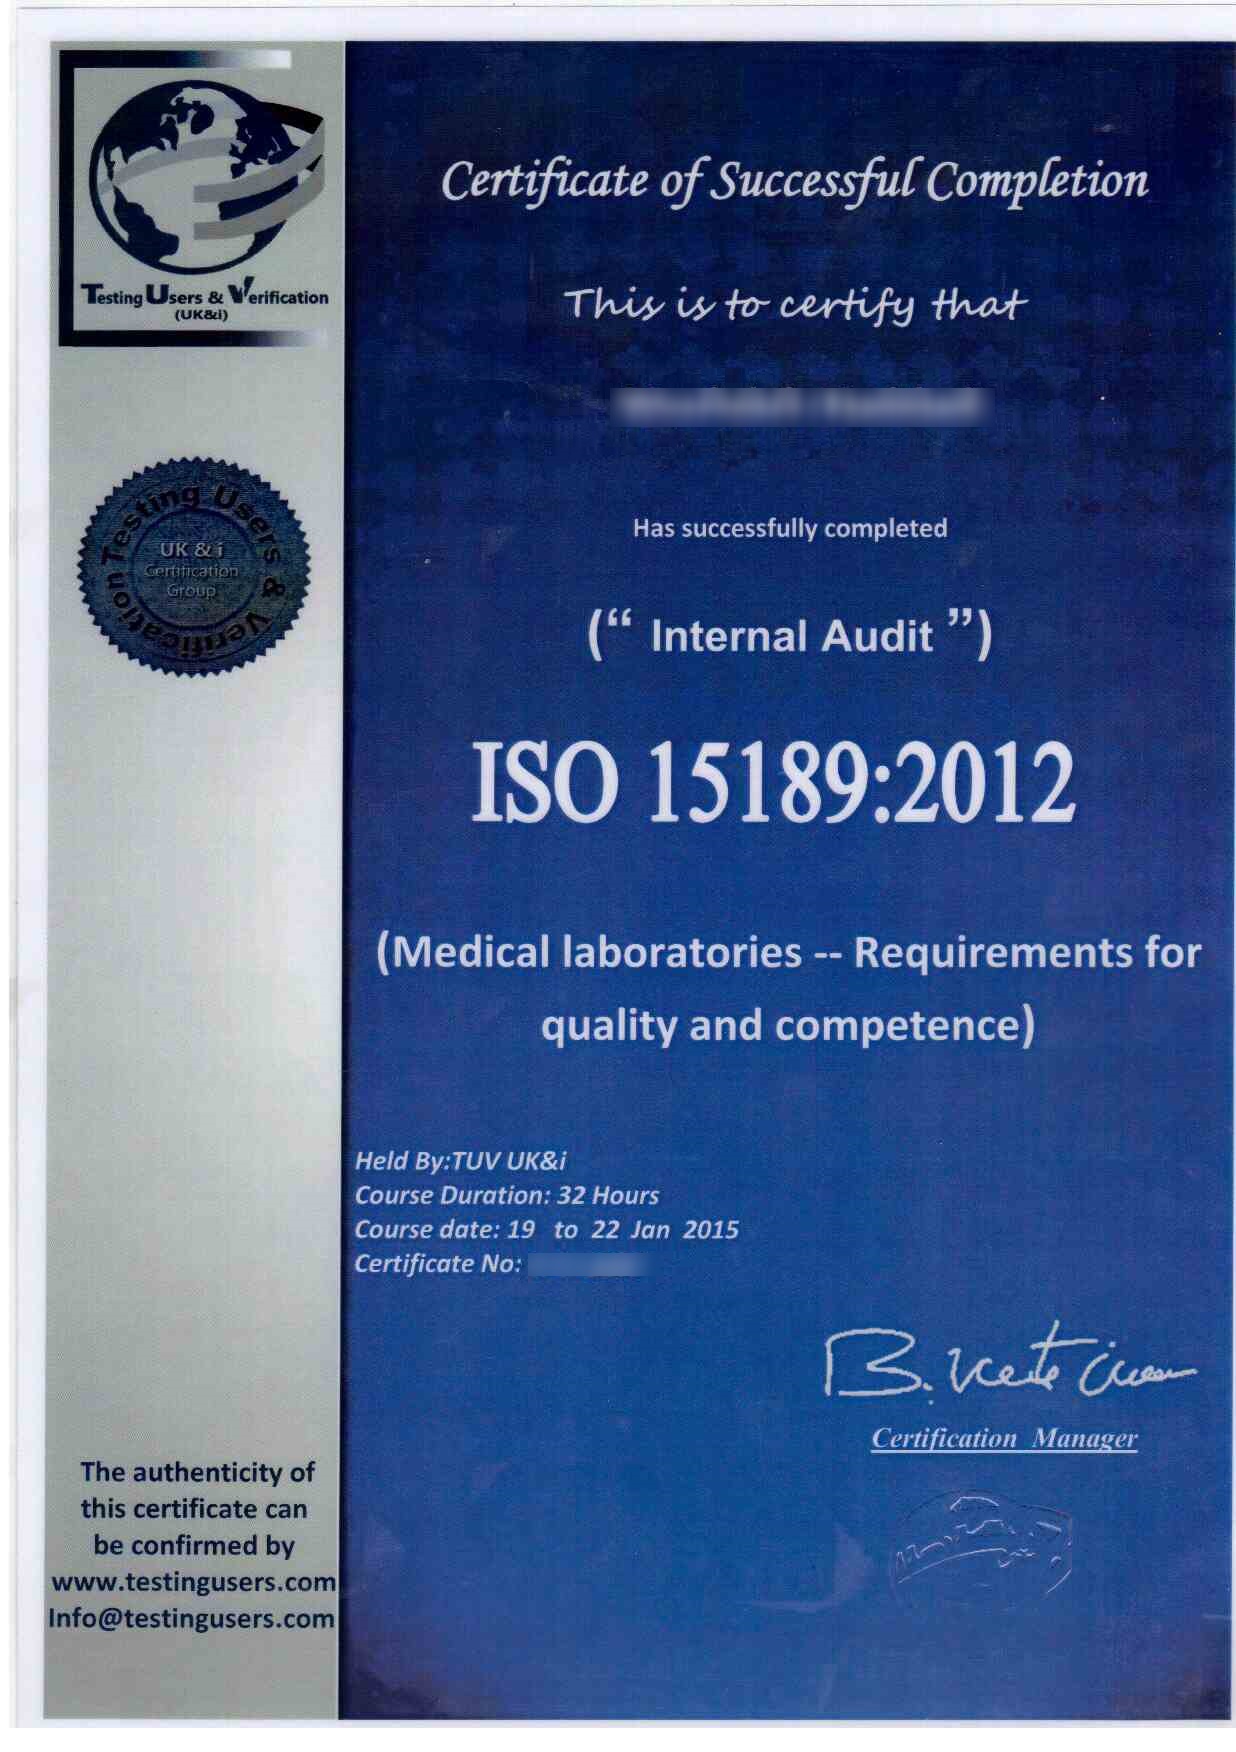 Testing Users & Verification
(UK&i)
Certificate of Successful Completion
This is to certify that
Testing Users & Verification
UK & i
Certification
Group
Has successfully completed
(“ Internal Audit ”)
ISO 15189:2012
(Medical laboratories -- Requirements for
quality and competence)
Held By:TUV UK&i
Course Duration: 32 Hours
Course date: 19 to 22 Jan 2015
Certificate No:
Certification Manager
The authenticity of
this certificate can
be confirmed by
www.testingusers.com
Info@testingusers.com